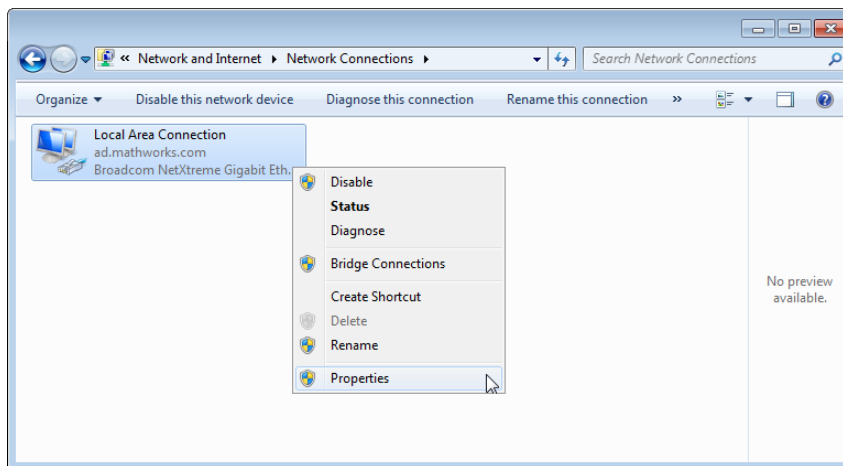 « Network and Internet ▸ Network Connections ▸ Search Network Connections
Organize ▾ Disable this network device Diagnose this connection Rename this connection »
Local Area Connection
ad.mathworks.com
Broadcom NetXtreme Gigabit Eth...
Disable
Status
Diagnose
Bridge Connections
Create Shortcut
Delete
Rename
Properties
No preview
available.